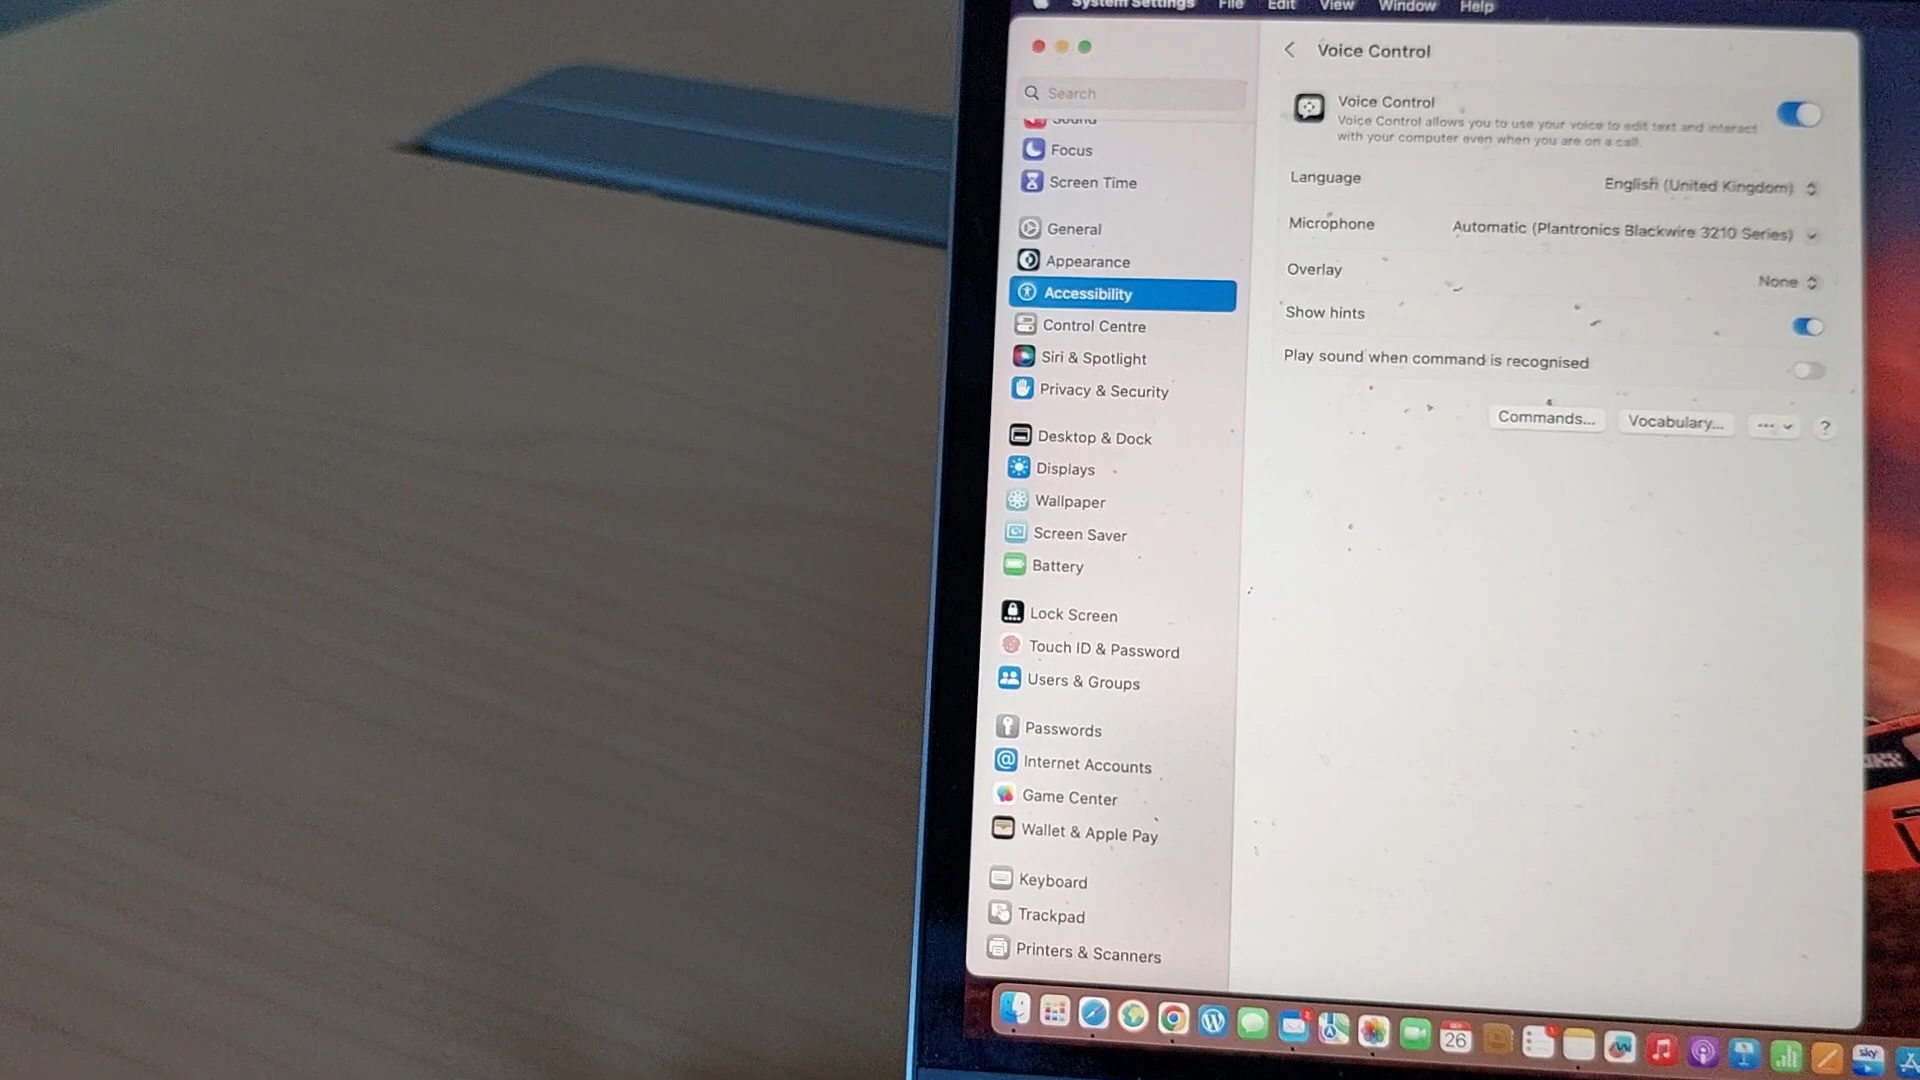 System Settings File Edit View Window Help
Search
Sound
Focus
Screen Time
General
Appearance
Accessibility
Control Centre
Siri & Spotlight
Privacy & Security
Desktop & Dock
Displays
Wallpaper
Screen Saver
Battery
Lock Screen
Touch ID & Password
Users & Groups
Passwords
Internet Accounts
Game Center
Wallet & Apple Pay
Keyboard
Trackpad
Printers & Scanners
Voice Control
Voice Control
Voice Control allows you to use your voice to edit text and interact
with your computer even when you are on a call.
Language English (United Kingdom)
Microphone Automatic (Plantronics Blackwire 3210 Series)
Overlay None
Show hints
Play sound when command is recognised
Commands... Vocabulary... ... ?
26
sky